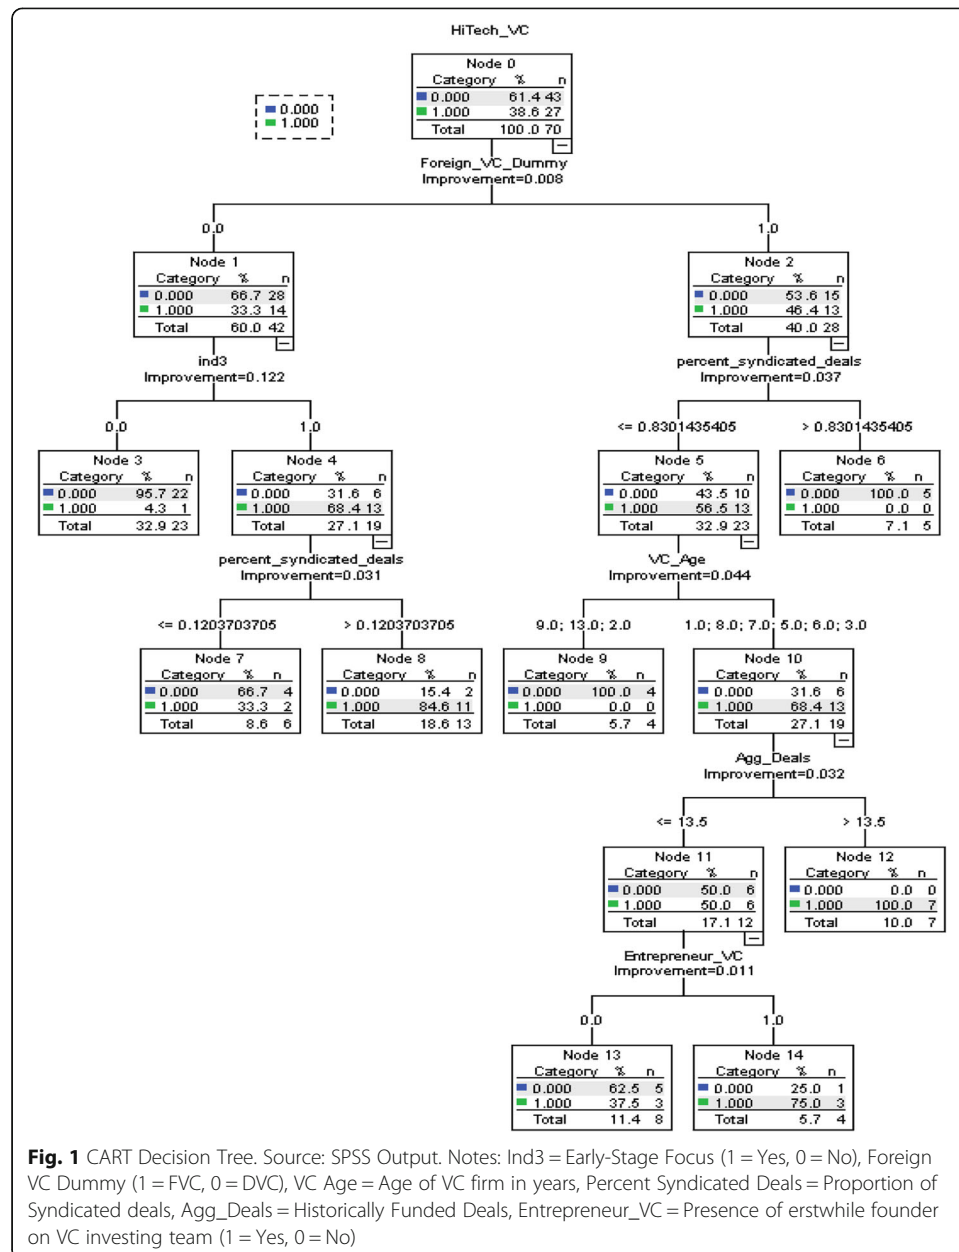 HiTech_VC
Node 0
Category % n
0.000 61.4 43
1.000 38.6 27
Total 100.0 70
0.000
1.000
Foreign_VC_Dummy
Improvement=0.008
0.0 1.0
Node 1
Category % n
0.000 66.7 28
1.000 33.3 14
Total 60.0 42
Node 2
Category % n
0.000 53.6 15
1.000 46.4 13
Total 40.0 28
ind3
Improvement=0.122
percent_syndicated_deals
Improvement=0.037
0.0 1.0
<= 0.8301435405 > 0.8301435405
Node 3
Category % n
0.000 95.7 22
1.000 4.3 1
Total 32.9 23
Node 4
Category % n
0.000 31.6 6
1.000 68.4 13
Total 27.1 19
Node 5
Category % n
0.000 43.5 10
1.000 56.5 13
Total 32.9 23
Node 6
Category % n
0.000 100.0 5
1.000 0.0 0
Total 7.1 5
percent_syndicated_deals
Improvement=0.031
VC_Age
Improvement=0.044
<= 0.1203703705 > 0.1203703705
9.0; 13.0; 2.0 1.0; 8.0; 7.0; 5.0; 6.0; 3.0
Node 7
Category % n
0.000 66.7 4
1.000 33.3 2
Total 8.6 6
Node 8
Category % n
0.000 15.4 2
1.000 84.6 11
Total 18.6 13
Node 9
Category % n
0.000 100.0 4
1.000 0.0 0
Total 5.7 4
Node 10
Category % n
0.000 31.6 6
1.000 68.4 13
Total 27.1 19
Agg_Deals
Improvement=0.032
<= 13.5 > 13.5
Node 11
Category % n
0.000 50.0 6
1.000 50.0 6
Total 17.1 12
Node 12
Category % n
0.000 0.0 0
1.000 100.0 7
Total 10.0 7
Entrepreneur_VC
Improvement=0.011
0.0 1.0
Node 13
Category % n
0.000 62.5 5
1.000 37.5 3
Total 11.4 8
Node 14
Category % n
0.000 25.0 1
1.000 75.0 3
Total 5.7 4
Fig. 1 CART Decision Tree. Source: SPSS Output. Notes: Ind3 = Early-Stage Focus (1 = Yes, 0 = No), Foreign
VC Dummy (1 = FVC, 0 = DVC), VC Age = Age of VC firm in years, Percent Syndicated Deals = Proportion of
Syndicated deals, Agg_Deals = Historically Funded Deals, Entrepreneur_VC = Presence of erstwhile founder
on VC investing team (1 = Yes, 0 = No)